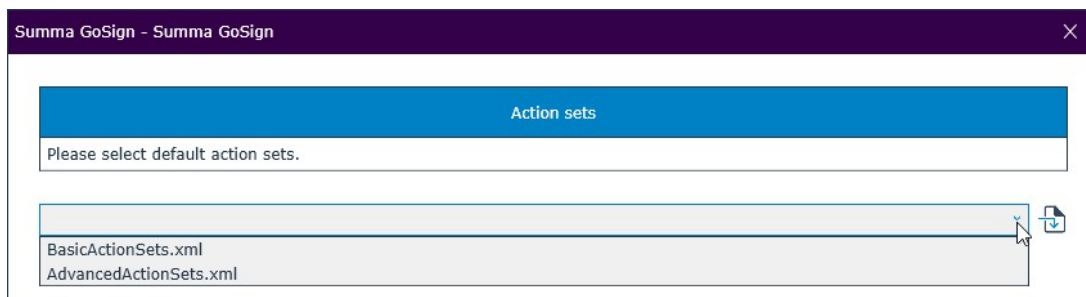 Summa GoSign - Summa GoSign
Action sets
Please select default action sets.
BasicActionSets.xml
AdvancedActionSets.xml